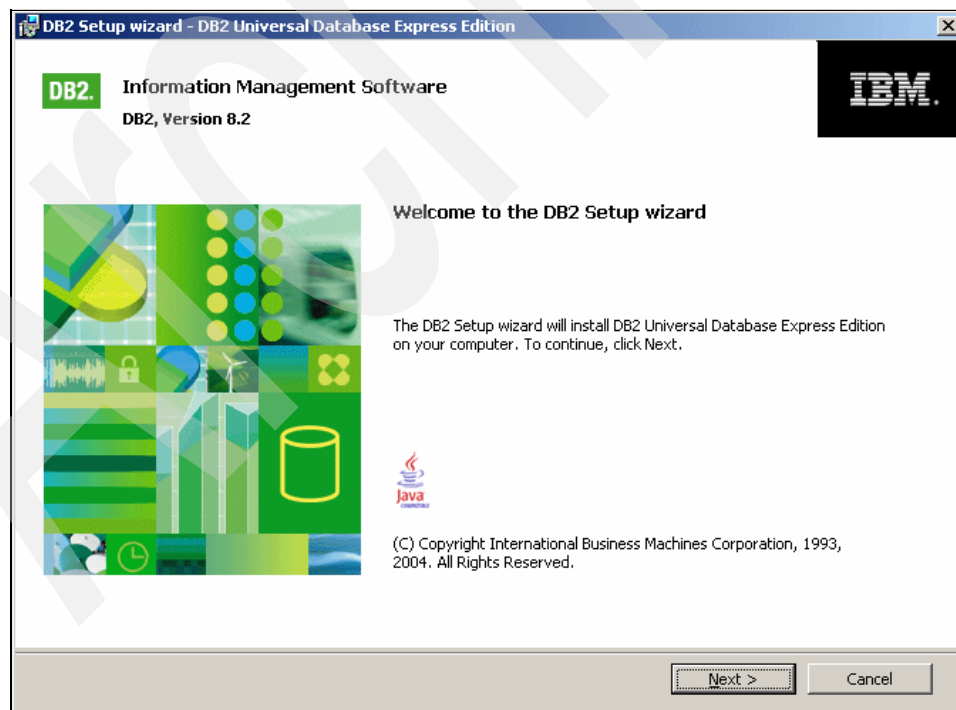 DB2 Setup wizard - DB2 Universal Database Express Edition
DB2.
Information Management Software
DB2, Version 8.2
IBM.
Welcome to the DB2 Setup wizard
The DB2 Setup wizard will install DB2 Universal Database Express Edition
on your computer. To continue, click Next.
Java
COMPATIBLE
(C) Copyright International Business Machines Corporation, 1993,
2004. All Rights Reserved.
Next >
Cancel